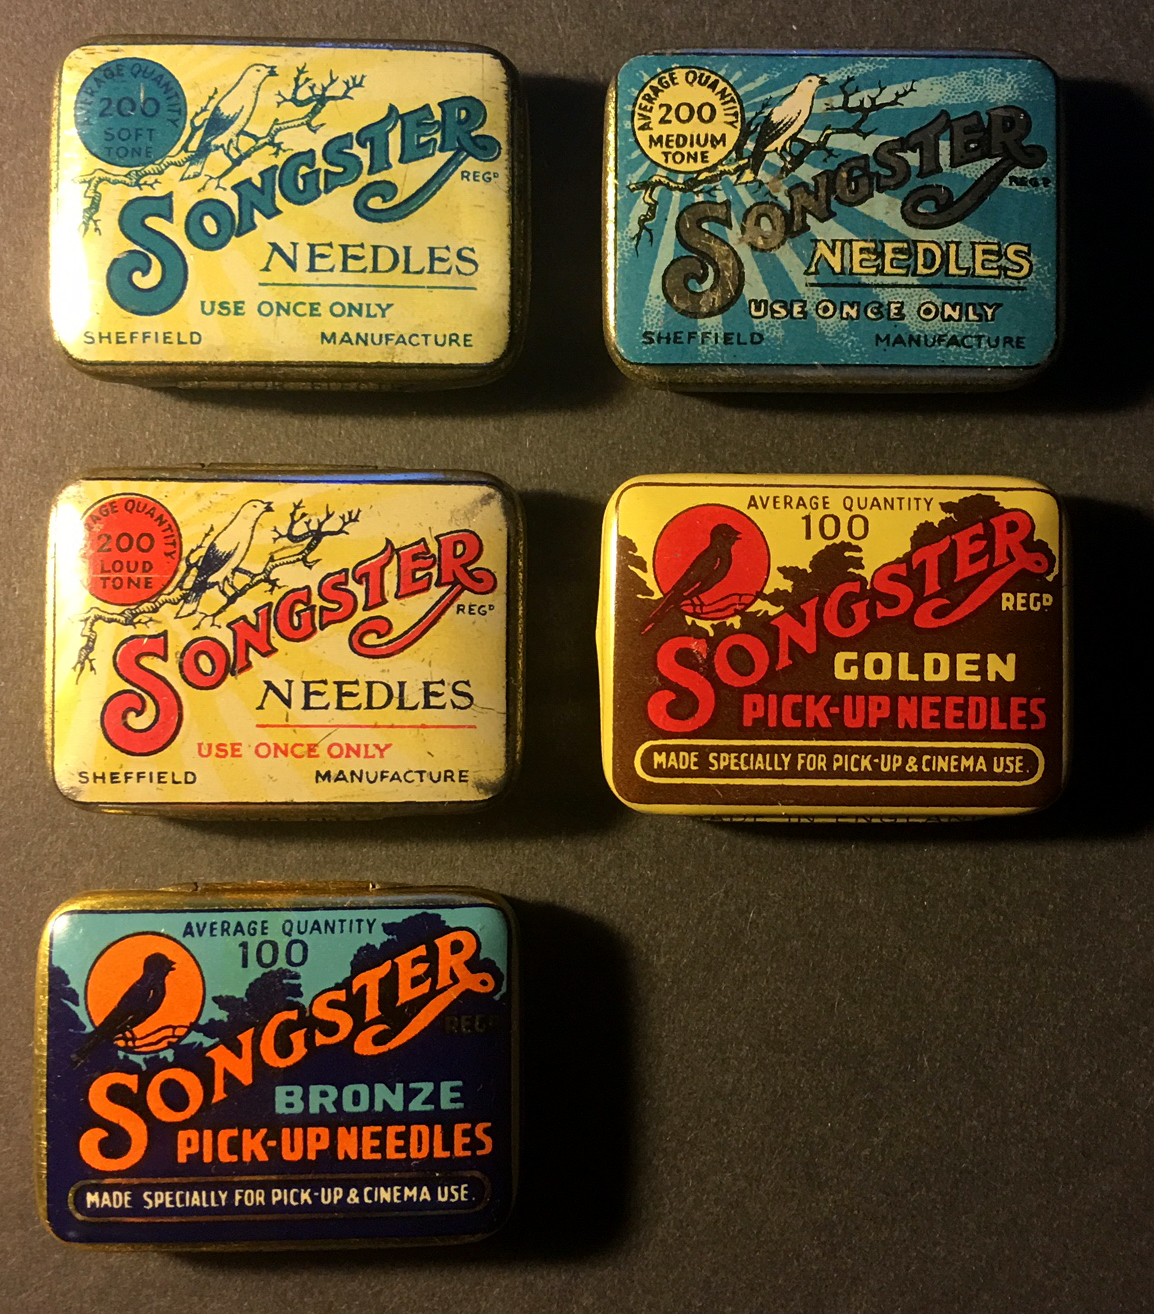 AVERAGE QUANTITY
200
SOFT
TONE
SONGSTER
REGD
NEEDLES
USE ONCE ONLY
SHEFFIELD MANUFACTURE
AVERAGE QUANTITY
200
MEDIUM
TONE
SONGSTER
REGD
NEEDLES
USE ONCE ONLY
SHEFFIELD MANUFACTURE
AVERAGE QUANTITY
200
LOUD
TONE
SONGSTER
REGD
NEEDLES
USE ONCE ONLY
SHEFFIELD MANUFACTURE
AVERAGE QUANTITY
100
SONGSTER
REGD
GOLDEN
PICK-UP NEEDLES
MADE SPECIALLY FOR PICK-UP & CINEMA USE.
MADE IN ENGLAND
AVERAGE QUANTITY
100
SONGSTER
REGD
BRONZE
PICK-UP NEEDLES
MADE SPECIALLY FOR PICK-UP & CINEMA USE.